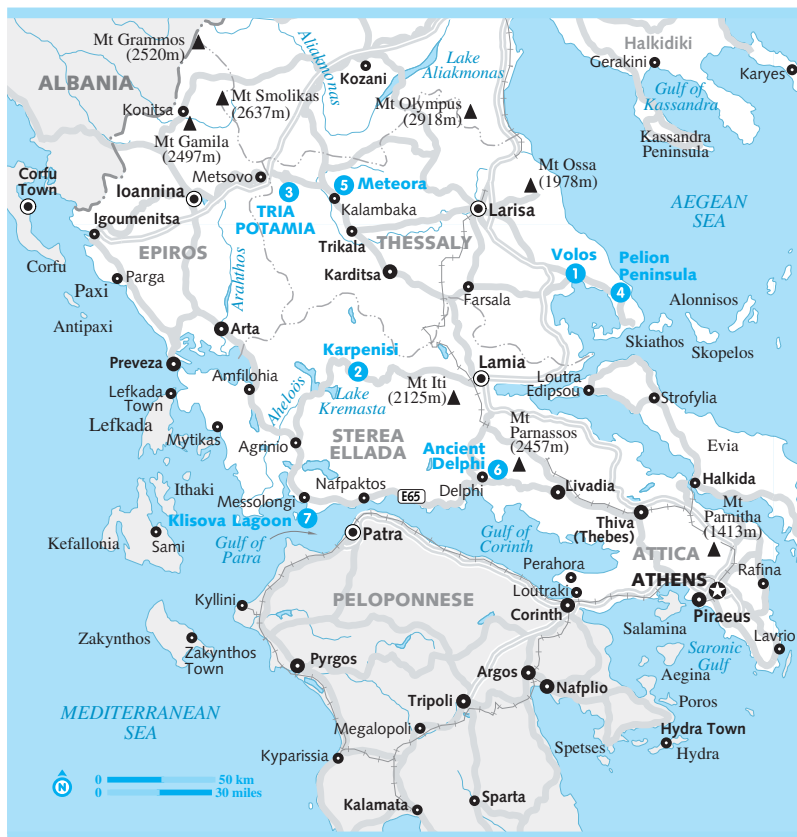 Mt Grammos
(2520m)
Aliakmonas
Lake
Aliakmonas
Halkidiki
Gerakini
Karyes
Kozani
ALBANIA
Mt Smolikas
(2637m)
Mt Olympus
(2918m)
Gulf of
Kassandra
Konitsa
Mt Gamila
(2497m)
Kassandra
Peninsula
Corfu
Town
Metsovo
Mt Ossa
(1978m)
Ioannina
3
TRIA
POTAMIA
5 Meteora
Kalambaka
Larisa
AEGEAN
SEA
Igoumenitsa
EPIROS
Trikala
THESSALY
Volos
1
Pelion
Peninsula
4
Corfu
Parga
Karditsa
Paxi
Aranthos
Farsala
Alonnisos
Antipaxi
Arta
Skiathos
Skopelos
Preveza
Karpenisi
2
Lamia
Amfilohia
Lefkada
Town
Aheloös
Lake
Kremasta
Mt Iti
(2125m)
Loutra
Edipsou
Strofylia
Lefkada
Mytikas
Agrinio
STEREA
ELLADA
Mt
Parnassos
(2457m)
Ancient
Delphi
6
Evia
Ithaki
Nafpaktos
Delphi
Livadia
Halkida
Messolongi
E65
Klisova Lagoon 7
Thiva
(Thebes)
Mt
Parnitha
(1413m)
Kefallonia
Sami
Gulf of
Patra
Patra
Gulf of
Corinth
ATTICA
Perahora
Rafina
ATHENS
Loutraki
Kyllini
PELOPONNESE
Corinth
Piraeus
Salamina
Zakynthos
Zakynthos
Town
Saronic
Gulf
Lavrio
Pyrgos
Argos
Aegina
Nafplio
Tripoli
Poros
MEDITERRANEAN
SEA
Megalopoli
Hydra Town
Hydra
Spetses
Kyparissia
N
0 50 km
0 30 miles
Kalamata
Sparta